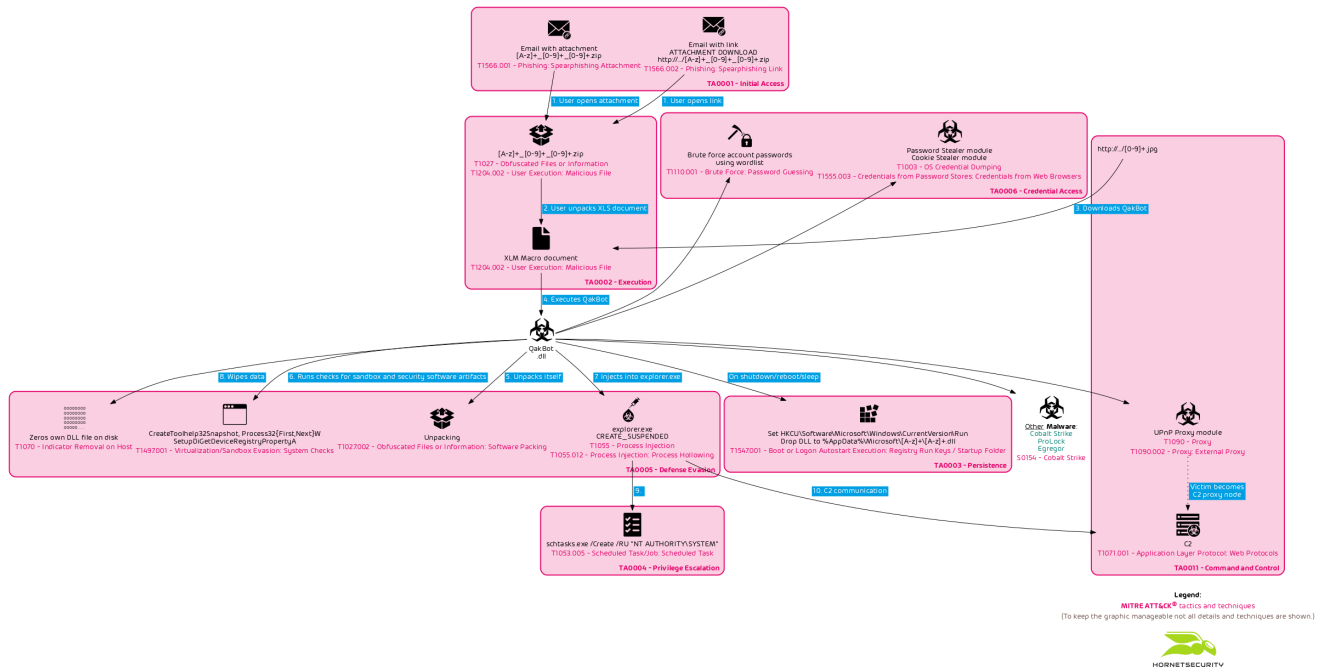 Email with attachment
[A-z]+_[0-9]+_[0-9]+.zip
T1566.001 - Phishing: Spearphishing Attachment
Email with link
ATTACHMENT DOWNLOAD
http://../[A-z]+_[0-9]+_[0-9]+.zip
T1566.002 - Phishing: Spearphishing Link
TA0001 - Initial Access
1. User opens attachment
1. User opens link
[A-z]+_[0-9]+_[0-9]+.zip
T1027 - Obfuscated Files or Information
T1204.002 - User Execution: Malicious File
2. User unpacks XLS document
XLM Macro document
T1204.002 - User Execution: Malicious File
TA0002 - Execution
Brute force account passwords
using wordlist
T1110.001 - Brute Force: Password Guessing
Password Stealer module
Cookie Stealer module
T1003 - OS Credential Dumping
T1555.003 - Credentials from Password Stores: Credentials from Web Browsers
TA0006 - Credential Access
http://../[0-9]+.jpg
3. Downloads QakBot
4. Executes QakBot
QakBot
.dll
8. Wipes data
6. Runs checks for sandbox and security software artifacts
5. Unpacks itself
7. Injects into explorer.exe
On shutdown/reboot/sleep
Zeros own DLL file on disk
T1070 - Indicator Removal on Host
CreateToolhelp32Snapshot, Process32{First,Next}W
SetupDiGetDeviceRegistryPropertyA
T1497.001 - Virtualization/Sandbox Evasion: System Checks
Unpacking
T1027.002 - Obfuscated Files or Information: Software Packing
explorer.exe
CREATE_SUSPENDED
T1055 - Process Injection
T1055.012 - Process Injection: Process Hollowing
TA0005 - Defense Evasion
Set HKCU\Software\Microsoft\Windows\CurrentVersion\Run
Drop DLL to %AppData%\Microsoft\[A-z]+\[A-z]+.dll
T1547.001 - Boot or Logon Autostart Execution: Registry Run Keys / Startup Folder
TA0003 - Persistence
Other Malware:
Cobalt Strike
ProLock
Egregor
S0154 - Cobalt Strike
UPnP Proxy module
T1090 - Proxy
T1090.002 - Proxy: External Proxy
Victim becomes
C2 proxy node
C2
T1071.001 - Application Layer Protocol: Web Protocols
TA0011 - Command and Control
9.
10. C2 communication
schtasks.exe /Create /RU "NT AUTHORITY\SYSTEM"
T1053.005 - Scheduled Task/Job: Scheduled Task
TA0004 - Privilege Escalation
Legend:
MITRE ATT&CK® tactics and techniques
(To keep the graphic manageable not all details and techniques are shown.)
HORNETSECURITY